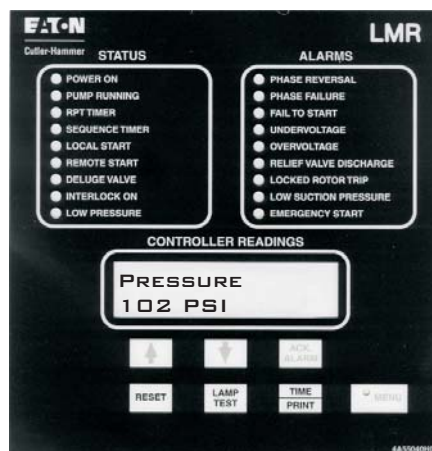 EATON
LMR
Cutler-Hammer
STATUS
ALARMS
POWER ON
PUMP RUNNING
RPT TIMER
SEQUENCE TIMER
LOCAL START
REMOTE START
DELUGE VALVE
INTERLOCK ON
LOW PRESSURE
PHASE REVERSAL
PHASE FAILURE
FAIL TO START
UNDERVOLTAGE
OVERVOLTAGE
RELIEF VALVE DISCHARGE
LOCKED ROTOR TRIP
LOW SUCTION PRESSURE
EMERGENCY START
CONTROLLER READINGS
PRESSURE
102 PSI
ACK.
ALARM
RESET
LAMP
TEST
TIME
PRINT
MENU